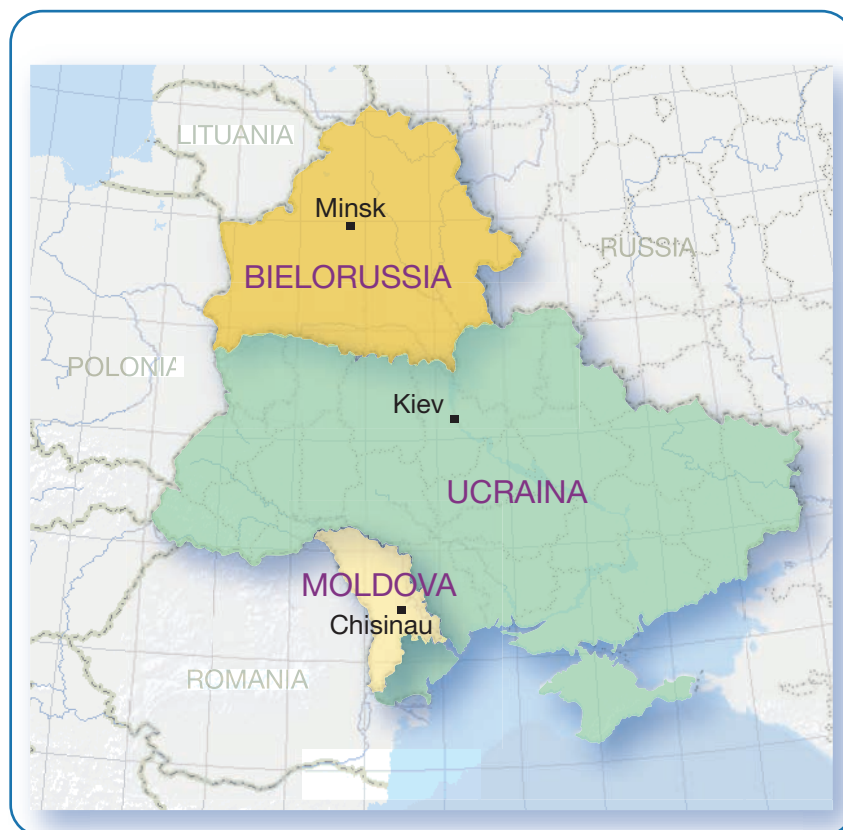 LITUANIA
Minsk
RUSSIA
BIELORUSSIA
POLONIA
Kiev
UCRAINA
MOLDOVA
Chisinau
ROMANIA